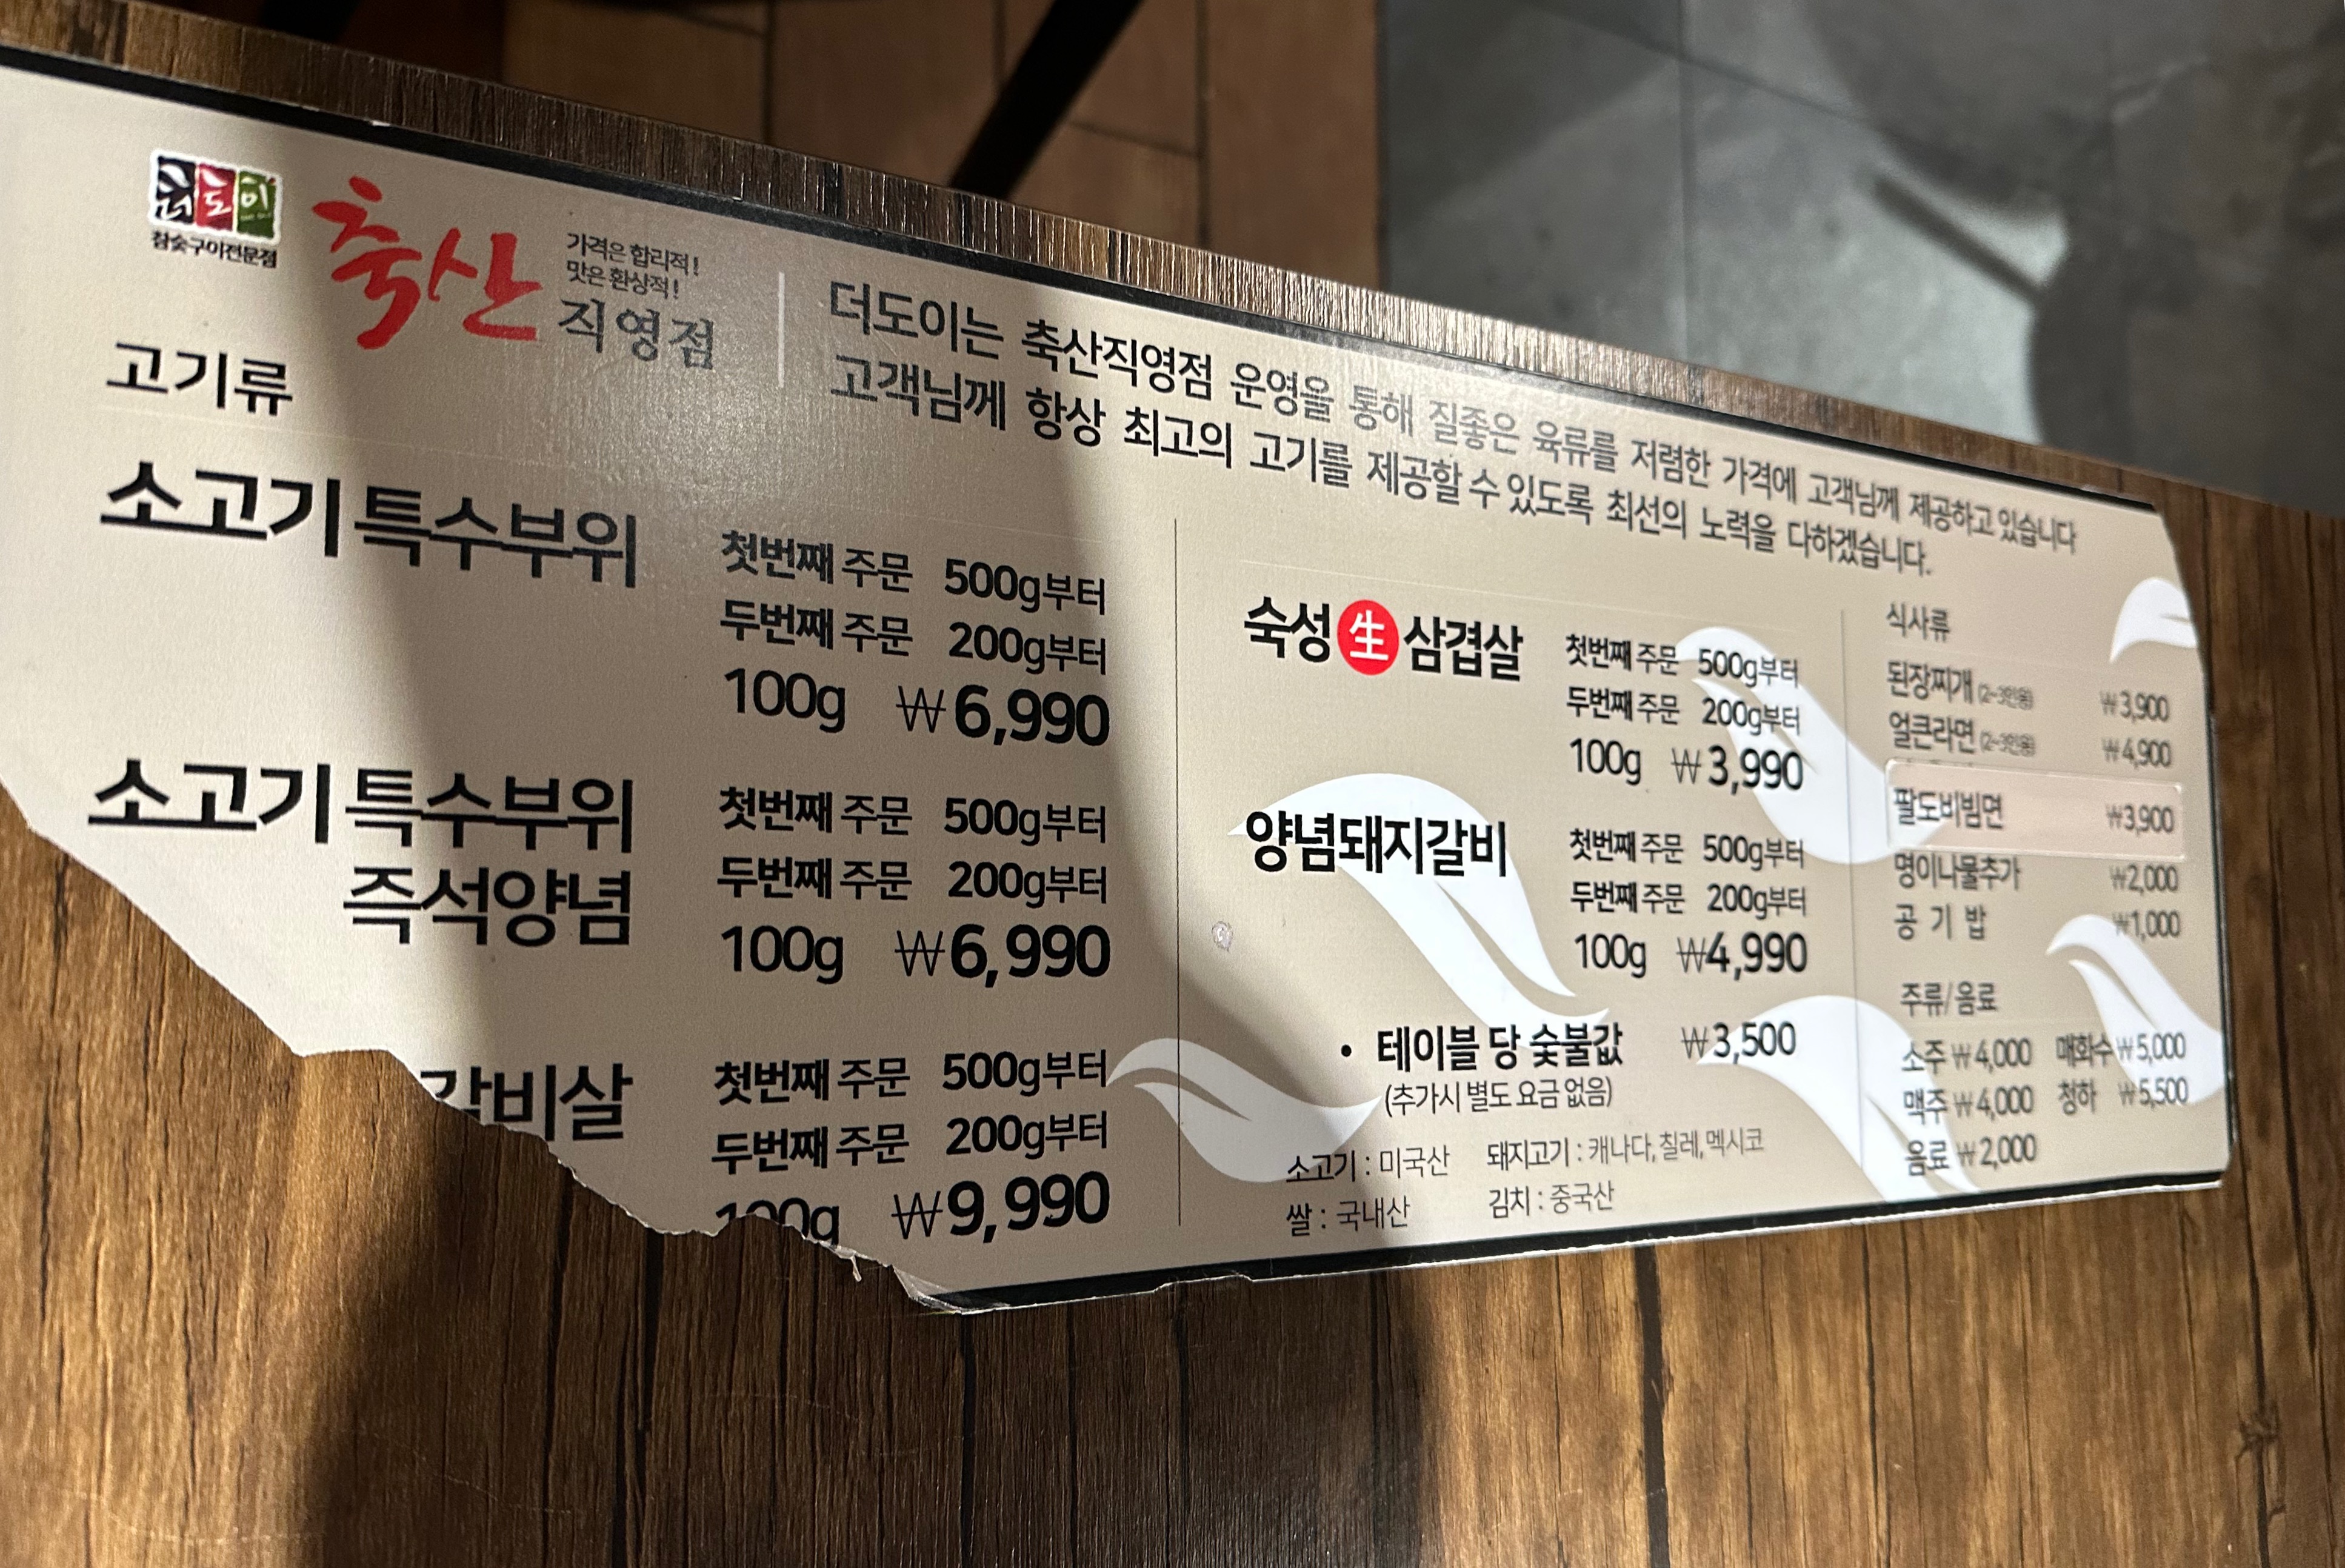 더도이
참숯구이전문점
축산
가격은 합리적!
맛은 환상적!
직영점
더도이는 축산직영점 운영을 통해 질좋은 육류를 저렴한 가격에 고객님께 제공하고 있습니다
고객님께 항상 최고의 고기를 제공할 수 있도록 최선의 노력을 다하겠습니다.
고기류
소고기 특수부위
첫번째 주문 500g부터
두번째 주문 200g부터
100g ₩6,990
소고기 특수부위
즉석양념
첫번째 주문 500g부터
두번째 주문 200g부터
100g ₩6,990
갈비살
첫번째 주문 500g부터
두번째 주문 200g부터
100g ₩9,990
숙성 生 삼겹살
첫번째 주문 500g부터
두번째 주문 200g부터
100g ₩3,990
양념돼지갈비
첫번째 주문 500g부터
두번째 주문 200g부터
100g ₩4,990
• 테이블 당 숯불값 ₩3,500
(추가시 별도 요금 없음)
소고기 : 미국산 돼지고기 : 캐나다, 칠레, 멕시코
쌀 : 국내산 김치 : 중국산
식사류
된장찌개 (2~3인용) ₩3,900
얼큰라면 (2~3인용) ₩4,900
팔도비빔면 ₩3,900
명이나물추가 ₩2,000
공 기 밥 ₩1,000
주류/음료
소주 ₩4,000 매화수 ₩5,000
맥주 ₩4,000 청하 ₩5,500
음료 ₩2,000